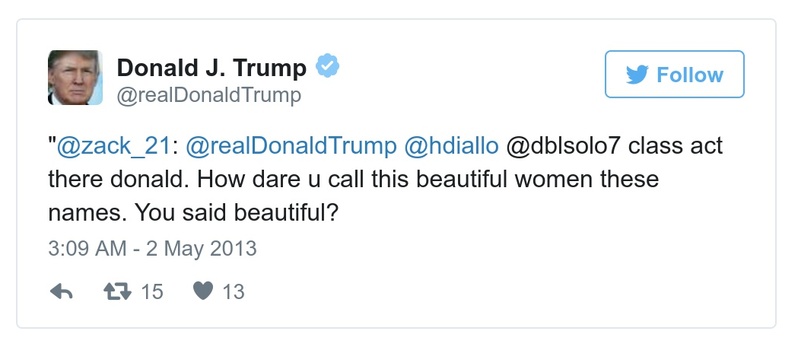 Donald J. Trump
@realDonaldTrump
Follow
"@zack_21: @realDonaldTrump @hdiallo @dblsolo7 class act
there donald. How dare u call this beautiful women these
names. You said beautiful?
3:09 AM - 2 May 2013
15 13